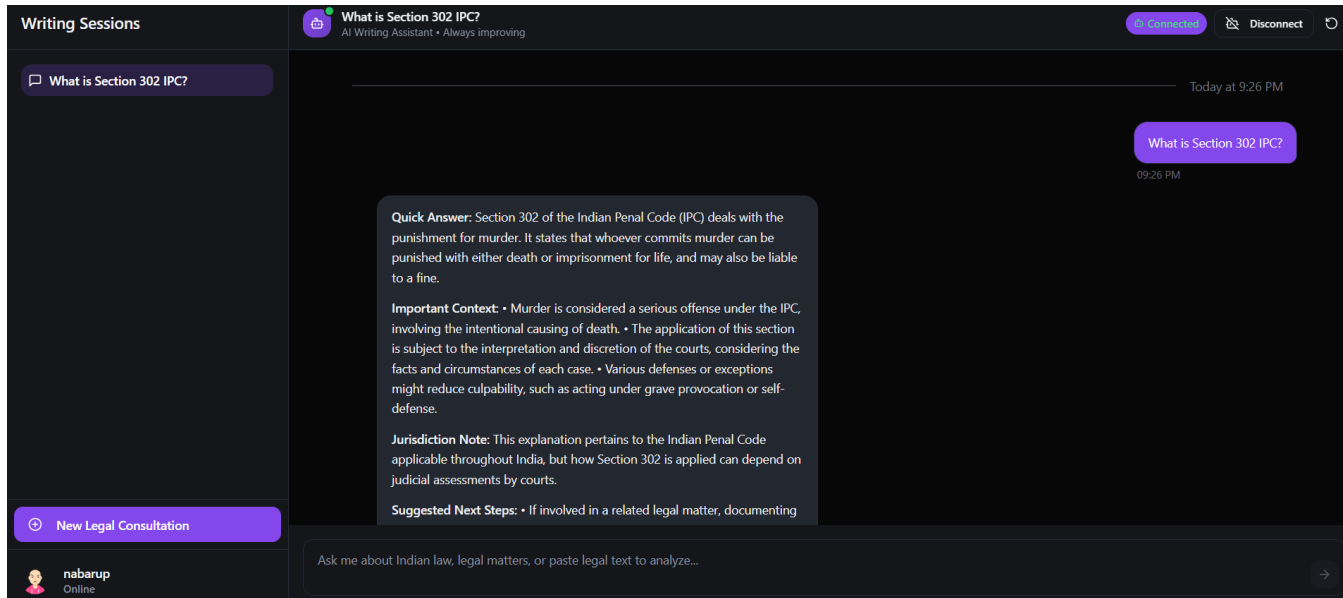 Writing Sessions
What is Section 302 IPC?
New Legal Consultation
nabarup
Online
What is Section 302 IPC?
AI Writing Assistant • Always improving
Connected
Disconnect
Today at 9:26 PM
What is Section 302 IPC?
09:26 PM
Quick Answer: Section 302 of the Indian Penal Code (IPC) deals with the
punishment for murder. It states that whoever commits murder can be
punished with either death or imprisonment for life, and may also be liable
to a fine.
Important Context: • Murder is considered a serious offense under the IPC,
involving the intentional causing of death. • The application of this section
is subject to the interpretation and discretion of the courts, considering the
facts and circumstances of each case. • Various defenses or exceptions
might reduce culpability, such as acting under grave provocation or self-
defense.
Jurisdiction Note: This explanation pertains to the Indian Penal Code
applicable throughout India, but how Section 302 is applied can depend on
judicial assessments by courts.
Suggested Next Steps: • If involved in a related legal matter, documenting
Ask me about Indian law, legal matters, or paste legal text to analyze...